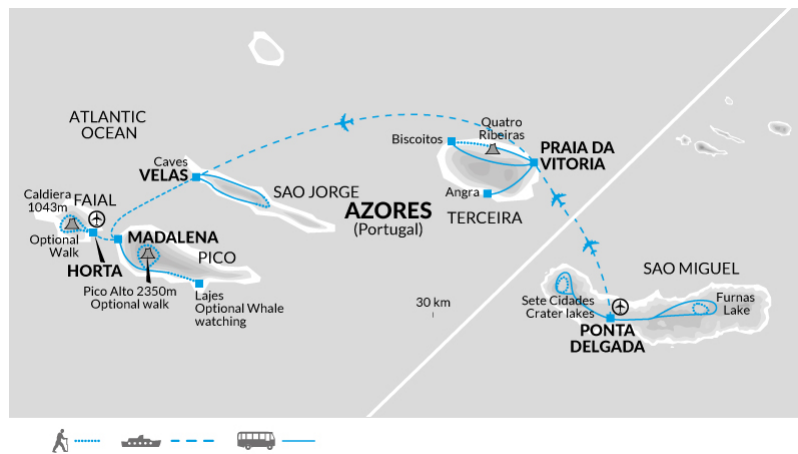 ATLANTIC
OCEAN
Caves
VELAS
SAO JORGE
Caldiera
1043m
FAIAL
Optional
Walk
HORTA
MADALENA
PICO
Pico Alto 2350m
Optional walk
Lajes
Optional Whale
watching
AZORES
(Portugal)
Quatro
Ribeiras
Biscoitos
PRAIA DA
VITORIA
Angra
TERCEIRA
30 km
SAO MIGUEL
Sete Cidades
Crater lakes
Furnas
Lake
PONTA
DELGADA